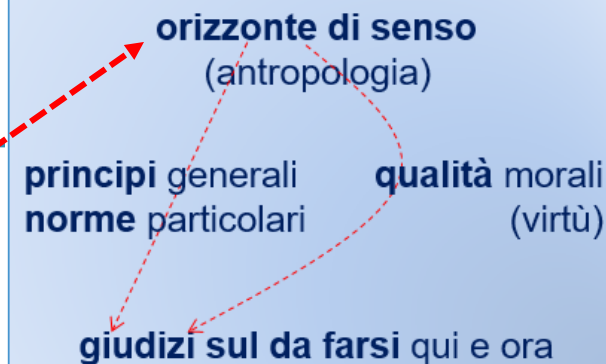 orizzonte di senso
(antropologia)
principi generali
norme particolari
qualità morali
(virtù)
giudizi sul da farsi qui e ora